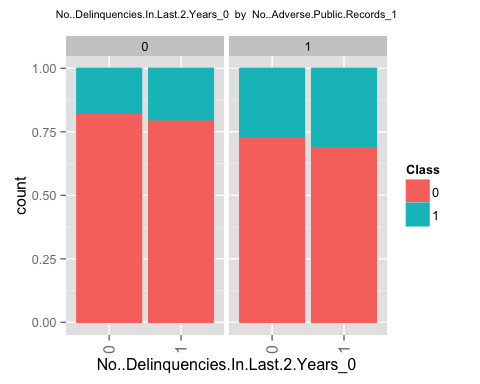 No..Delinquencies.In.Last.2.Years_0 by No..Adverse.Public.Records_1
0 1
1.00
0.75
0.50
0.25
0.00
count
0 1 0 1
No..Delinquencies.In.Last.2.Years_0
Class
0
1